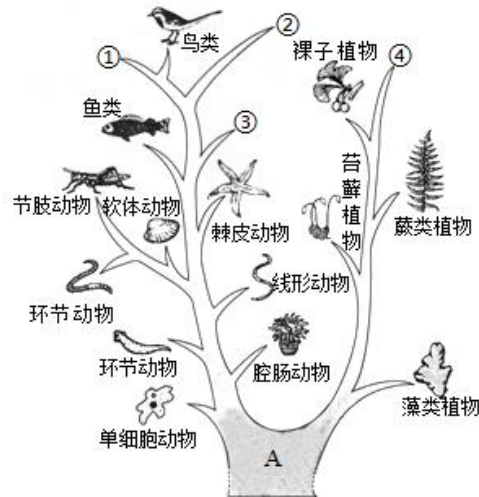 鸟类
②
①
裸子植物
④
鱼类
③
苔藓植物
节肢动物
软体动物
棘皮动物
蕨类植物
环节动物
线形动物
环节动物
腔肠动物
藻类植物
单细胞动物
A